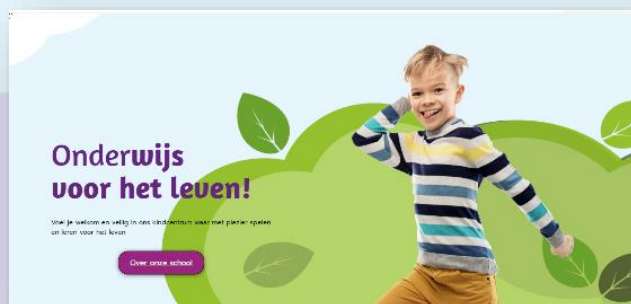 Onderwijs
voor het leven!
Voel je welkom en veilig in ons kindcentrum waar met plezier spelen
en leren voor het leven
Over onze school